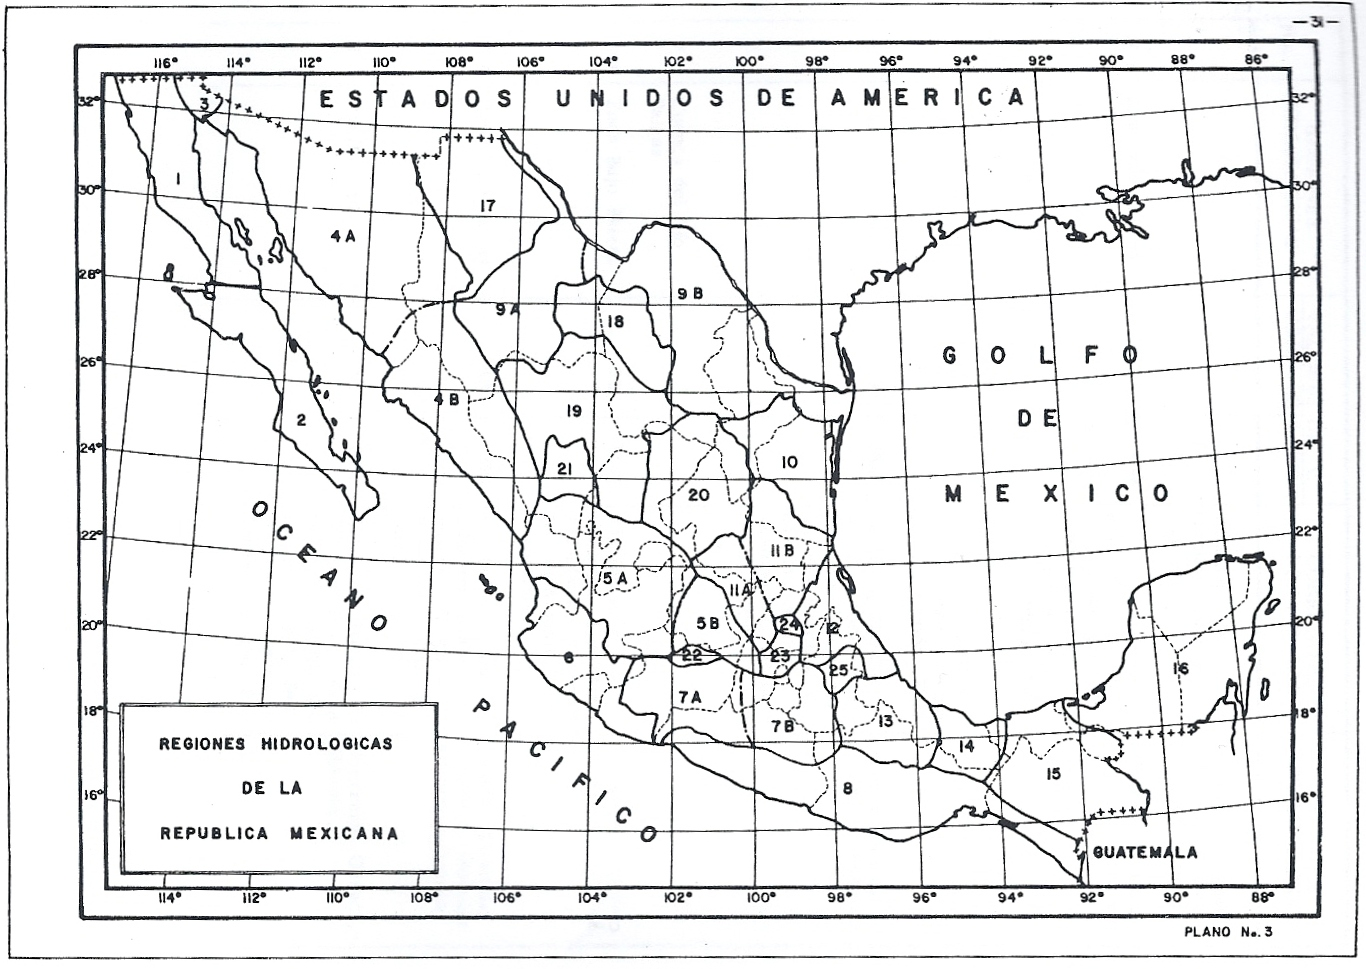 —31—
116° 114° 112° 110° 108° 106° 104° 102° 100° 98° 96° 94° 92° 90° 88° 86°
ESTADOS UNIDOS DE AMERICA
32° 32°
3
1
30° 30°
17
4 A
28° 28°
9 B
9 A
18
GOLFO
26° 26°
4 B
19
DE
2
24° 24°
21
10
20
MEXICO
OCEANO
22° 22°
11 B
5 A
11A
20° 20°
5 B
24
12
6
22
23
25
16
7 A
PACIFICO
18° 18°
7 B
13
14
REGIONES HIDROLOGICAS
DE LA
REPUBLICA MEXICANA
15
8
16° 16°
GUATEMALA
114° 112° 110° 108° 106° 104° 102° 100° 98° 96° 94° 92° 90° 88°
PLANO No. 3